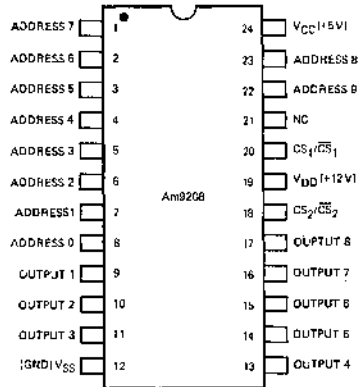 ADDRESS 7 1 24 VCC [+5V]
ADDRESS 6 2 23 ADDRESS 8
ADDRESS 5 3 22 ADDRESS 9
ADDRESS 4 4 21 NC
ADDRESS 3 5 20 CS1/C̅S̅1
ADDRESS 2 6 19 VDD [+12V]
Am9208
ADDRESS1 7 18 CS2/C̅S̅2
ADDRESS 0 8 17 OUPTUT 8
OUTPUT 1 9 16 OUTPUT 7
OUTPUT 2 10 15 OUTPUT 6
OUTPUT 3 11 14 OUTPUT 5
[GND] VSS 12 13 OUTPUT 4